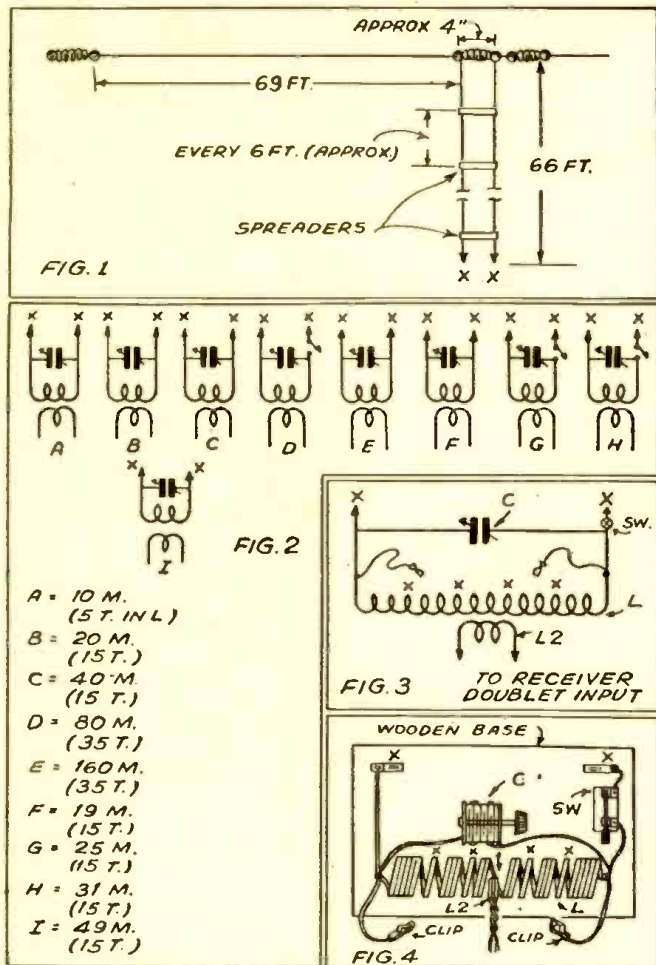 APPROX 4"
69 FT.
EVERY 6 FT. (APPROX.)
66 FT.
SPREADERS
X X
FIG. 1
X X X X X X X X X X X X X X X X
A B C D E F G H
X X
I
FIG. 2
A = 10 M.
(5 T. IN L)
B = 20 M.
(15 T.)
C = 40 M.
(15 T.)
D = 80 M.
(35 T.)
E = 160 M.
(35 T.)
F = 19 M.
(15 T.)
G = 25 M.
(15 T.)
H = 31 M.
(15 T.)
I = 49 M.
(15 T.)
X C X
SW.
X X X X
L
L2
TO RECEIVER
DOUBLET INPUT
FIG. 3
WOODEN BASE
X C X
SW
X X X X
L2 L
CLIP CLIP
FIG. 4